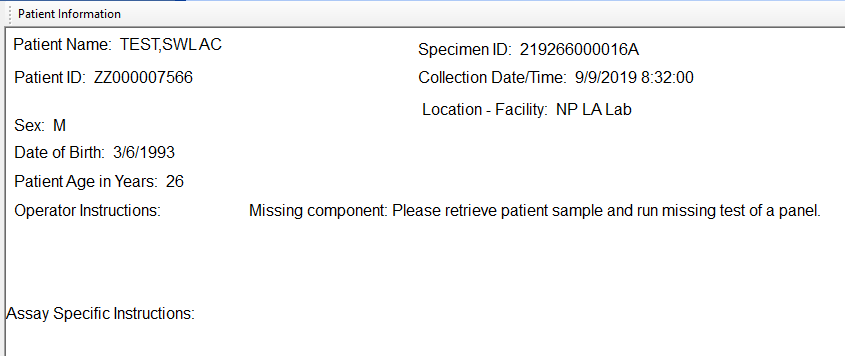 Patient Information
Patient Name: TEST,SWL AC
Specimen ID: 219266000016A
Patient ID: ZZ000007566
Collection Date/Time: 9/9/2019 8:32:00
Location - Facility: NP LA Lab
Sex: M
Date of Birth: 3/6/1993
Patient Age in Years: 26
Operator Instructions: Missing component: Please retrieve patient sample and run missing test of a panel.
Assay Specific Instructions: